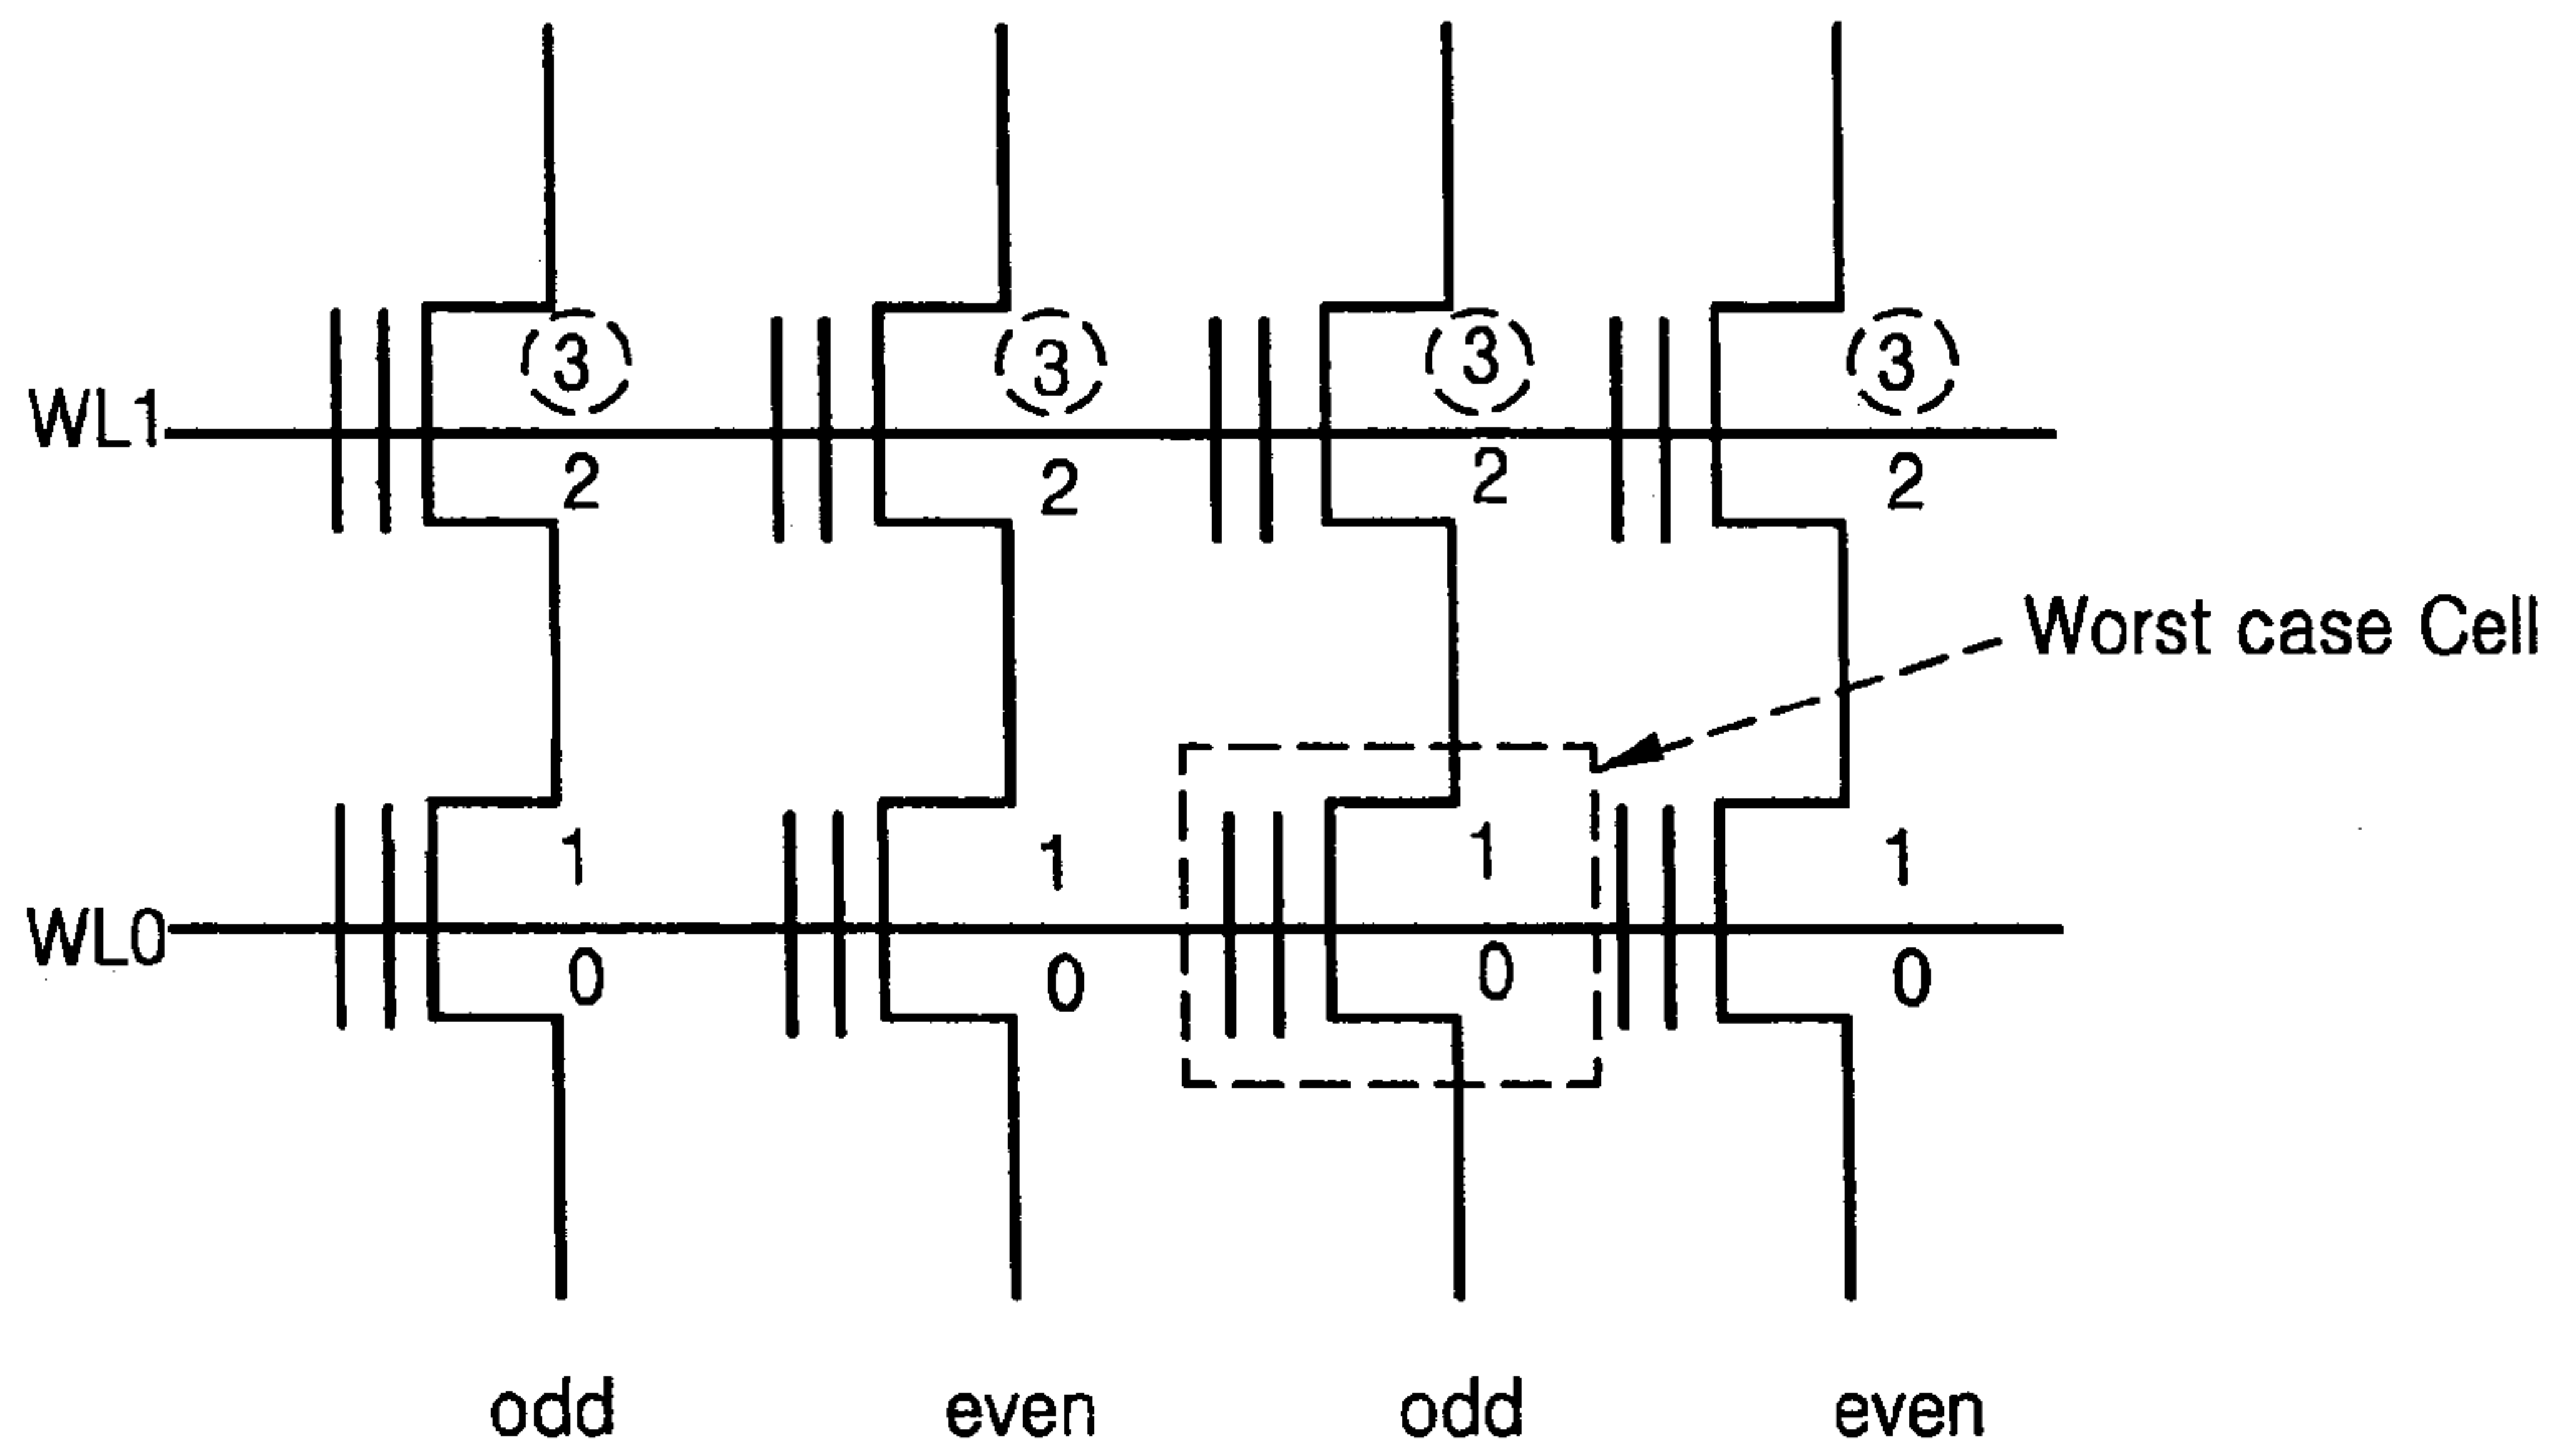 3 3 3 3
WL1
2 2 2 2
Worst case Cell
1 1 1 1
WL0
0 0 0 0
odd even odd even